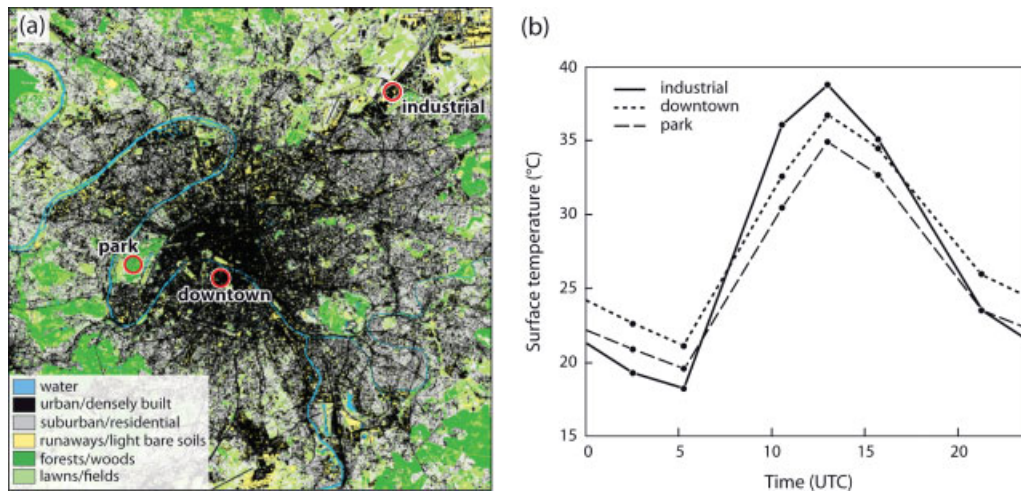 (a)
industrial
park
downtown
water
urban/densely built
suburban/residential
runaways/light bare soils
forests/woods
lawns/fields
(b)
40
35
30
25
20
15
Surface temperature (°C)
industrial
downtown
park
0
5
10
15
20
Time (UTC)